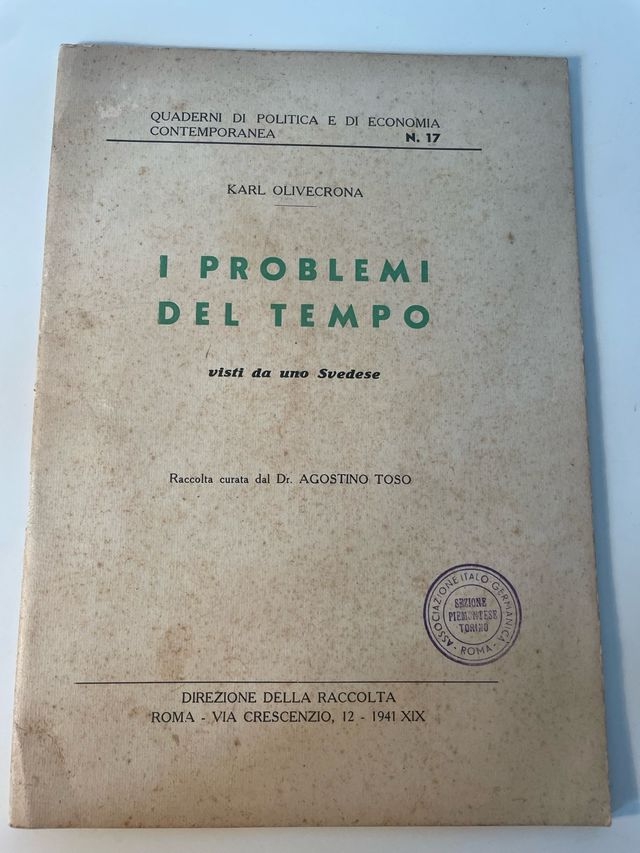 QUADERNI DI POLITICA E DI ECONOMIA
CONTEMPORANEA N. 17
KARL OLIVECRONA
I PROBLEMI
DEL TEMPO
visti da uno Svedese
Raccolta curata dal Dr. AGOSTINO TOSO
ASSOCIAZIONE ITALO GERMANICA
SEZIONE
PIEMONTESE
TORINO
- ROMA -
DIREZIONE DELLA RACCOLTA
ROMA - VIA CRESCENZIO, 12 - 1941 XIX